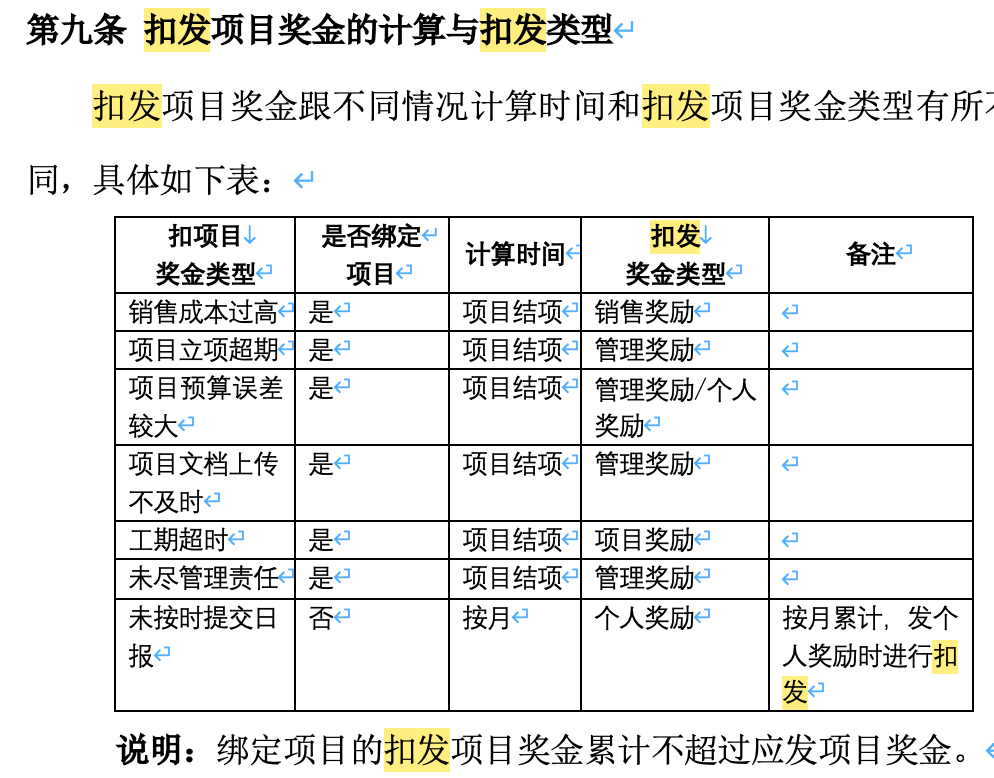 第九条 扣发项目奖金的计算与扣发类型
扣发项目奖金跟不同情况计算时间和扣发项目奖金类型有所不
同，具体如下表：
扣项目 是否绑定 计算时间 扣发 备注
奖金类型 项目 奖金类型
销售成本过高 是 项目结项 销售奖励
项目立项超期 是 项目结项 管理奖励
项目预算误差 是 项目结项 管理奖励/个人
较大 奖励
项目文档上传 是 项目结项 管理奖励
不及时
工期超时 是 项目结项 项目奖励
未尽管理责任 是 项目结项 管理奖励
未按时提交日 否 按月 个人奖励 按月累计，发个
报 人奖励时进行扣
发
说明：绑定项目的扣发项目奖金累计不超过应发项目奖金。